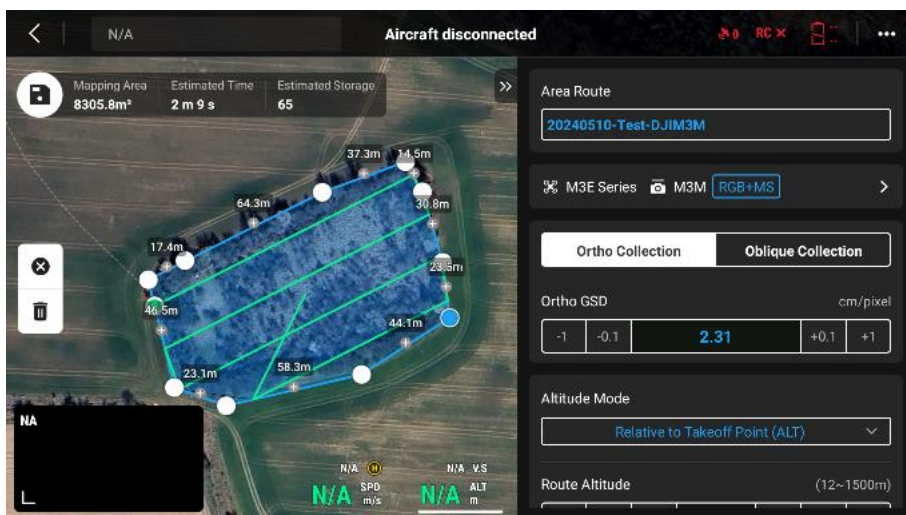 N/A
Aircraft disconnected
0 RC X
Mapping Area Estimated Time Estimated Storage
8305.8m² 2 m 9 s 65
Area Route
20240510-Test-DJIM3M
M3E Series M3M RGB+MS
Ortho Collection Oblique Collection
Ortho GSD cm/pixel
-1 -0.1 2.31 +0.1 +1
Altitude Mode
Relative to Takeoff Point (ALT)
Route Altitude (12~1500m)
37.3m 14.5m
64.3m 30.8m
17.4m
23.5m
46.5m
44.1m
58.3m
23.1m
NA
N/A H N/A V.S
N/A SPD m/s N/A ALT m